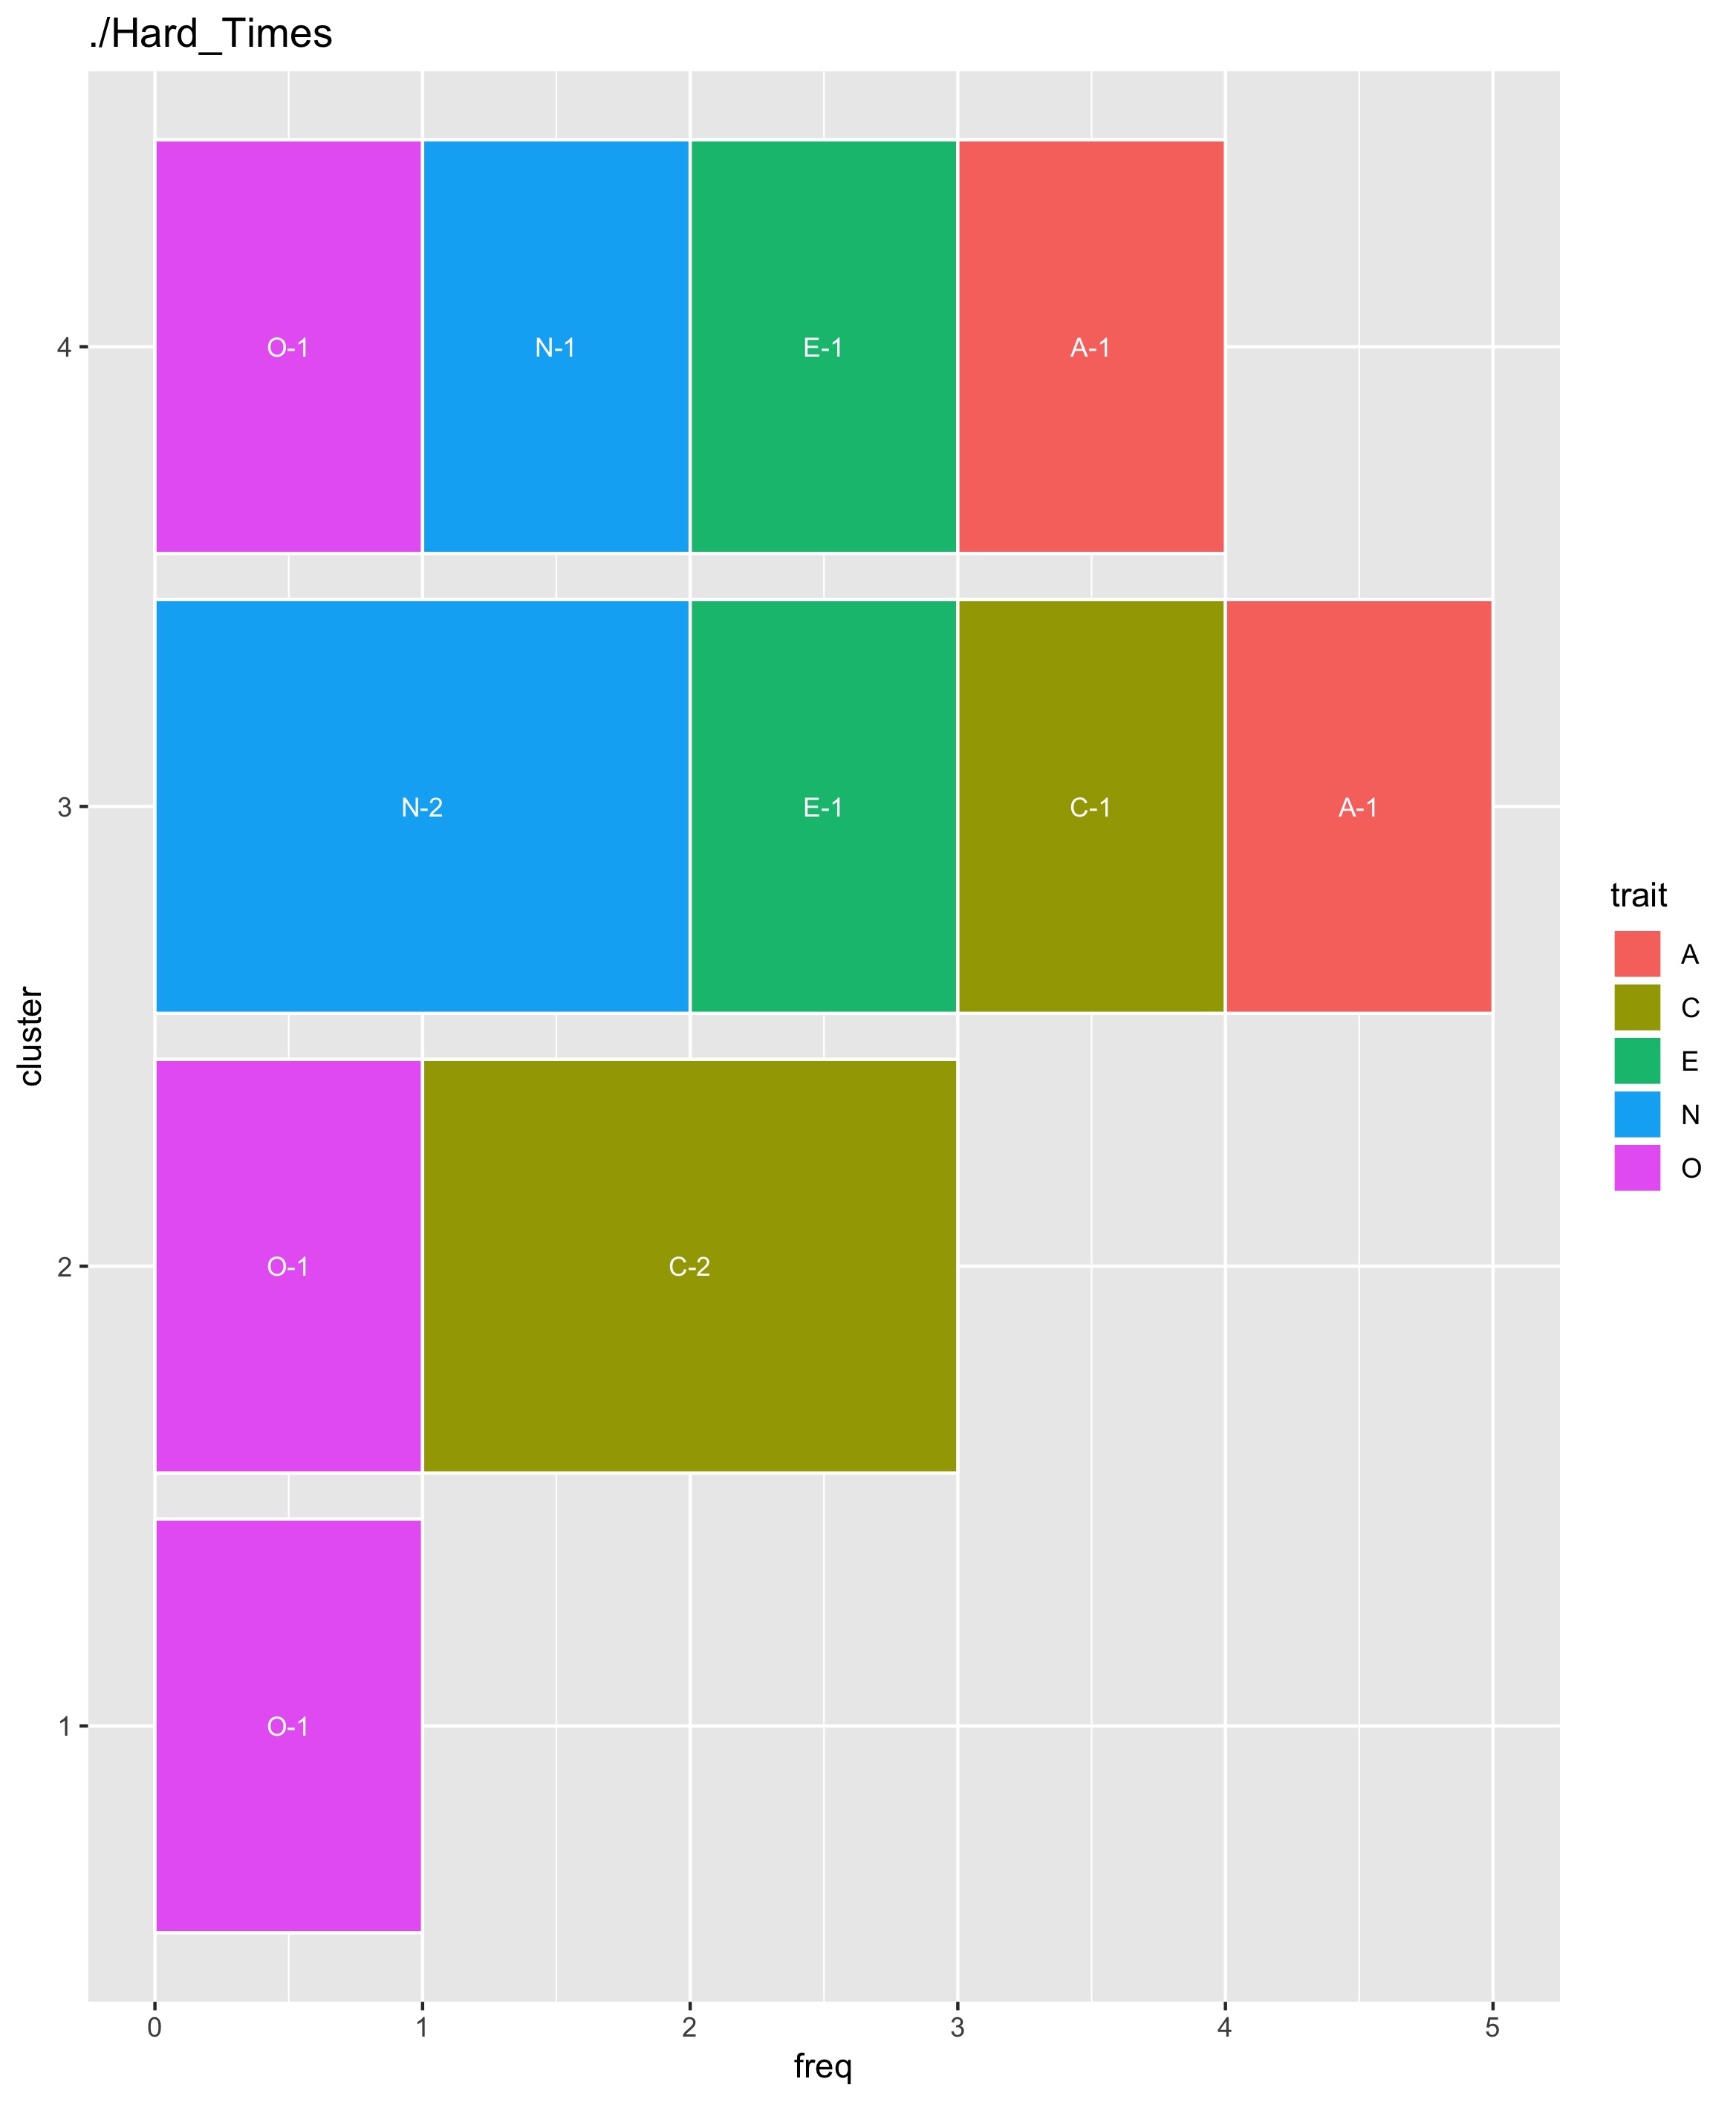 ./Hard_Times
4
O-1 N-1 E-1 A-1
3
N-2 E-1 C-1 A-1
2
O-1 C-2
1
O-1
cluster
0 1 2 3 4 5
freq
trait
A
C
E
N
O